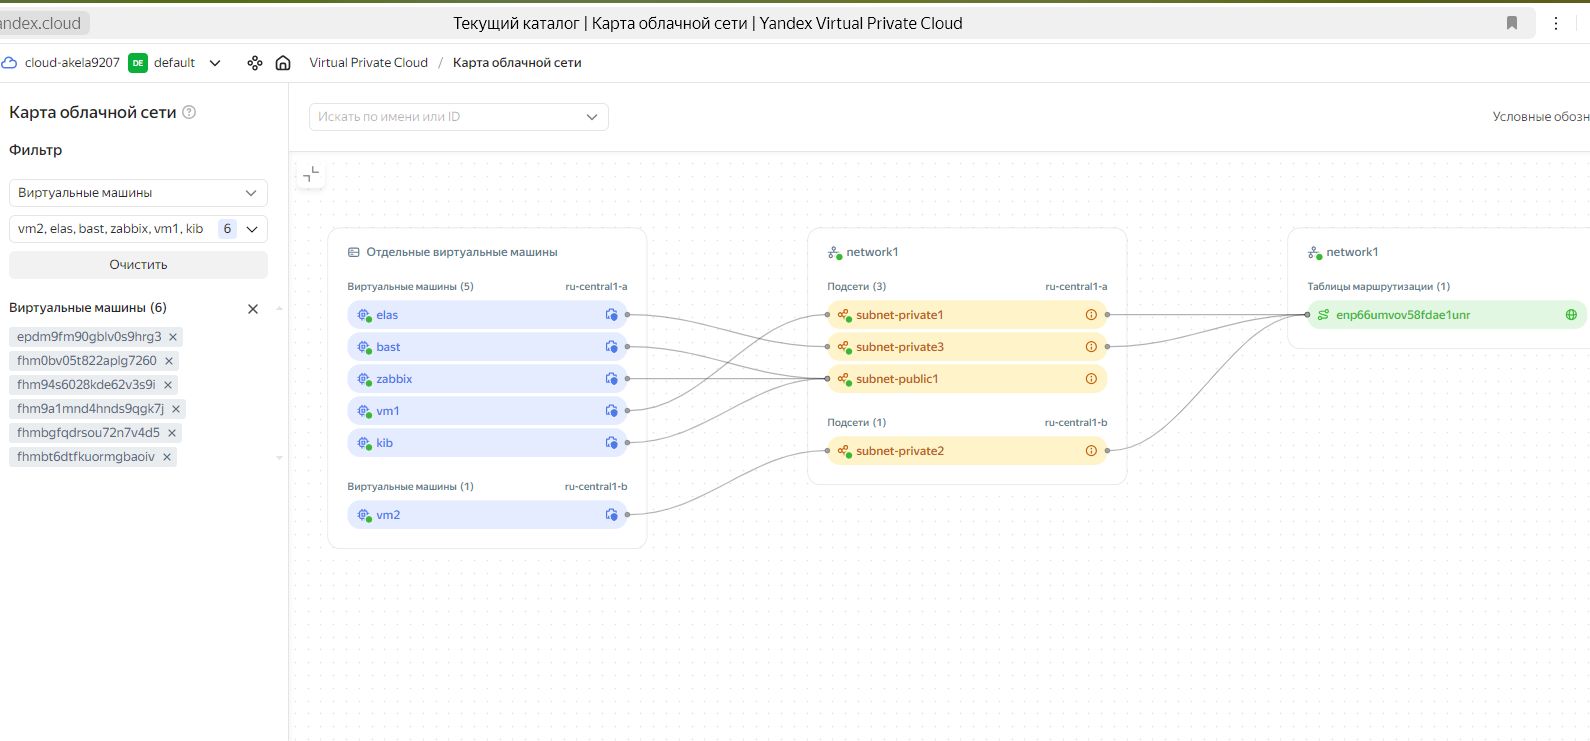 andex.cloud
Текущий каталог | Карта облачной сети | Yandex Virtual Private Cloud
cloud-akela9207 DE default Virtual Private Cloud / Карта облачной сети
Карта облачной сети
Фильтр
Виртуальные машины
vm2, elas, bast, zabbix, vm1, kib 6
Очистить
Виртуальные машины (6)
epdm9fm90gblv0s9hrg3
fhm0bv05t822aplg7260
fhm94s6028kde62v3s9i
fhm9a1mnd4hnds9qgk7j
fhmbgfqdrsou72n7v4d5
fhmbt6dtfkuormgbaoiv
Искать по имени или ID
Условные обозн
Отдельные виртуальные машины
Виртуальные машины (5) ru-central1-a
elas
bast
zabbix
vm1
kib
Виртуальные машины (1) ru-central1-b
vm2
network1
Подсети (3) ru-central1-a
subnet-private1
subnet-private3
subnet-public1
Подсети (1) ru-central1-b
subnet-private2
network1
Таблицы маршрутизации (1)
enp66umvov58fdae1unr